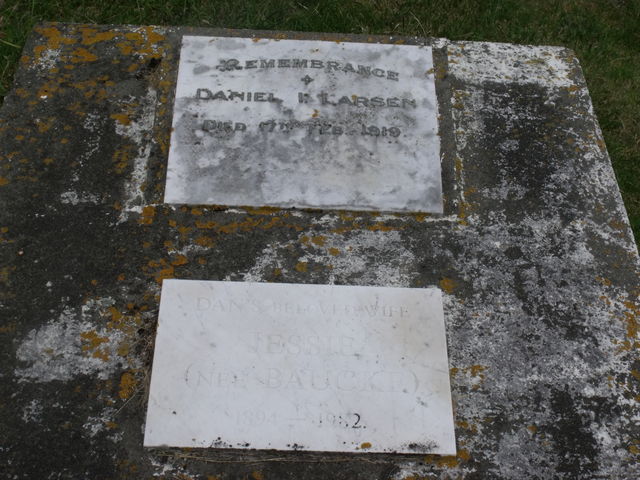 REMEMBRANCE
DANIEL I. LARSEN
DIED 17TH FEB. 1919
DAN'S BELOVED WIFE
JESSIE
(NEE BAUCKE)
1894 — 1982.